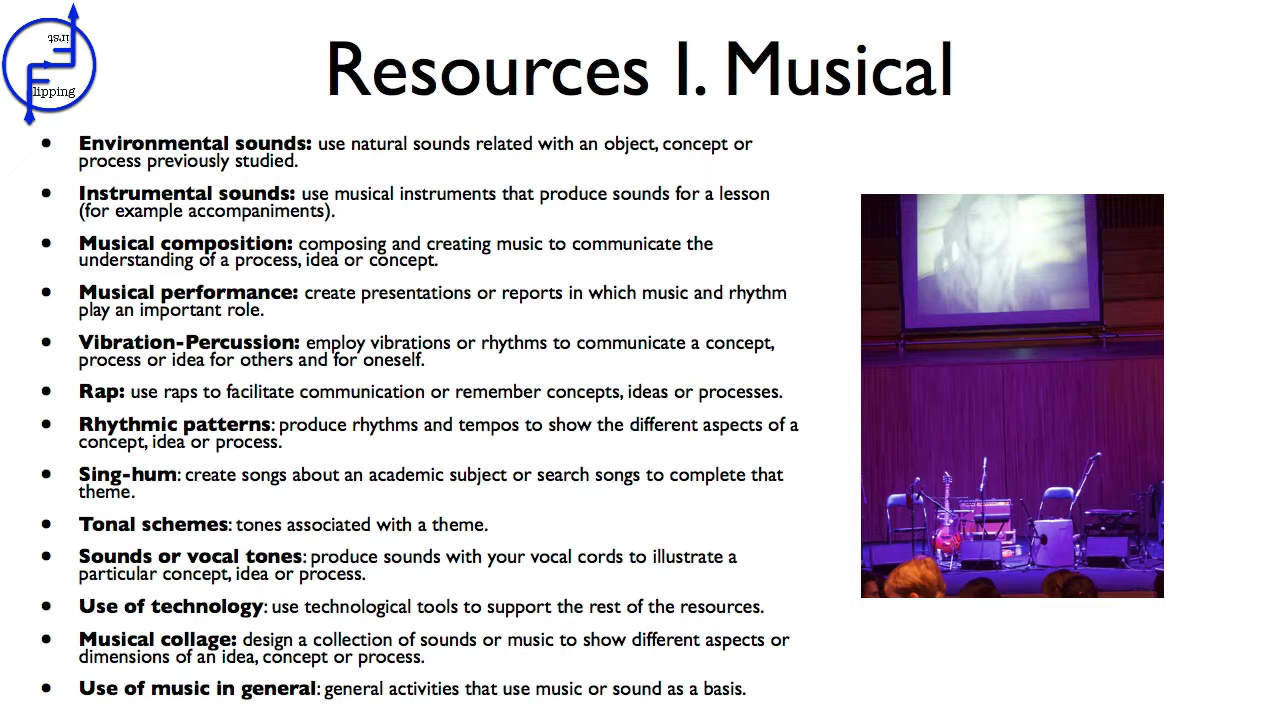 irst
lipping
Resources I. Musical
• Environmental sounds: use natural sounds related with an object, concept or
process previously studied.
• Instrumental sounds: use musical instruments that produce sounds for a lesson
(for example accompaniments).
• Musical composition: composing and creating music to communicate the
understanding of a process, idea or concept.
• Musical performance: create presentations or reports in which music and rhythm
play an important role.
• Vibration-Percussion: employ vibrations or rhythms to communicate a concept,
process or idea for others and for oneself.
• Rap: use raps to facilitate communication or remember concepts, ideas or processes.
• Rhythmic patterns: produce rhythms and tempos to show the different aspects of a
concept, idea or process.
• Sing-hum: create songs about an academic subject or search songs to complete that
theme.
• Tonal schemes: tones associated with a theme.
• Sounds or vocal tones: produce sounds with your vocal cords to illustrate a
particular concept, idea or process.
• Use of technology: use technological tools to support the rest of the resources.
• Musical collage: design a collection of sounds or music to show different aspects or
dimensions of an idea, concept or process.
• Use of music in general: general activities that use music or sound as a basis.